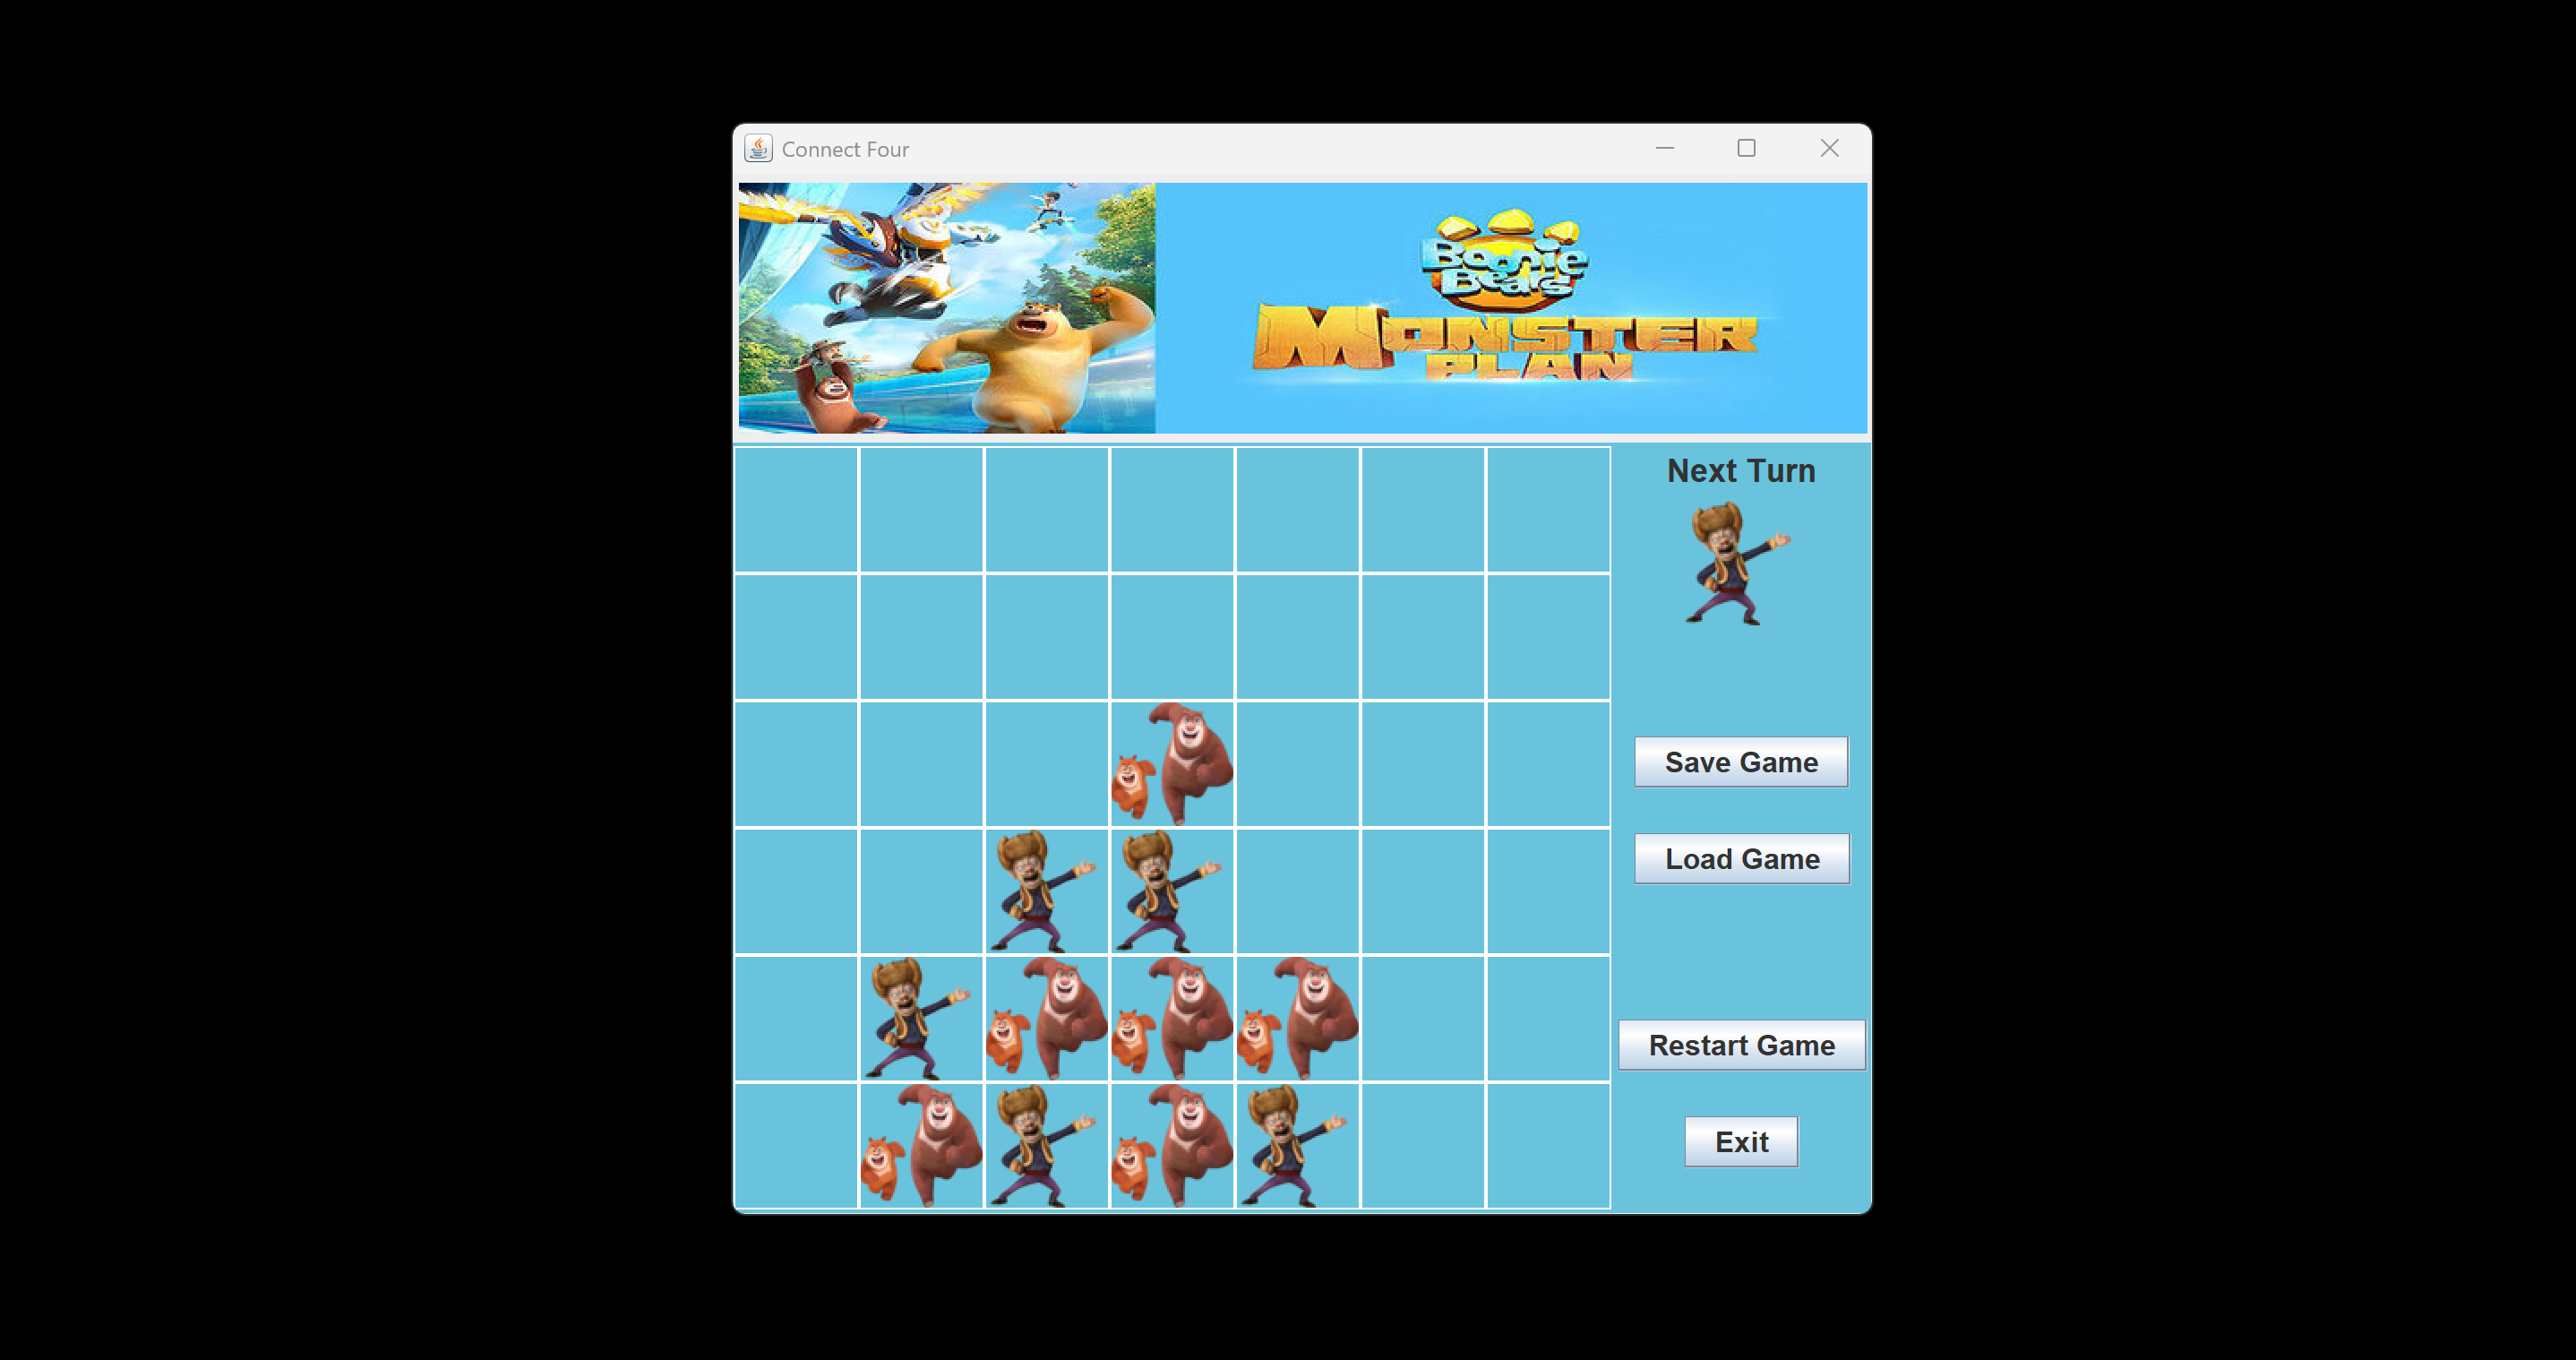 Connect Four
Boonie
Bears
MONSTER
PLAN
Next Turn
Save Game
Load Game
Restart Game
Exit